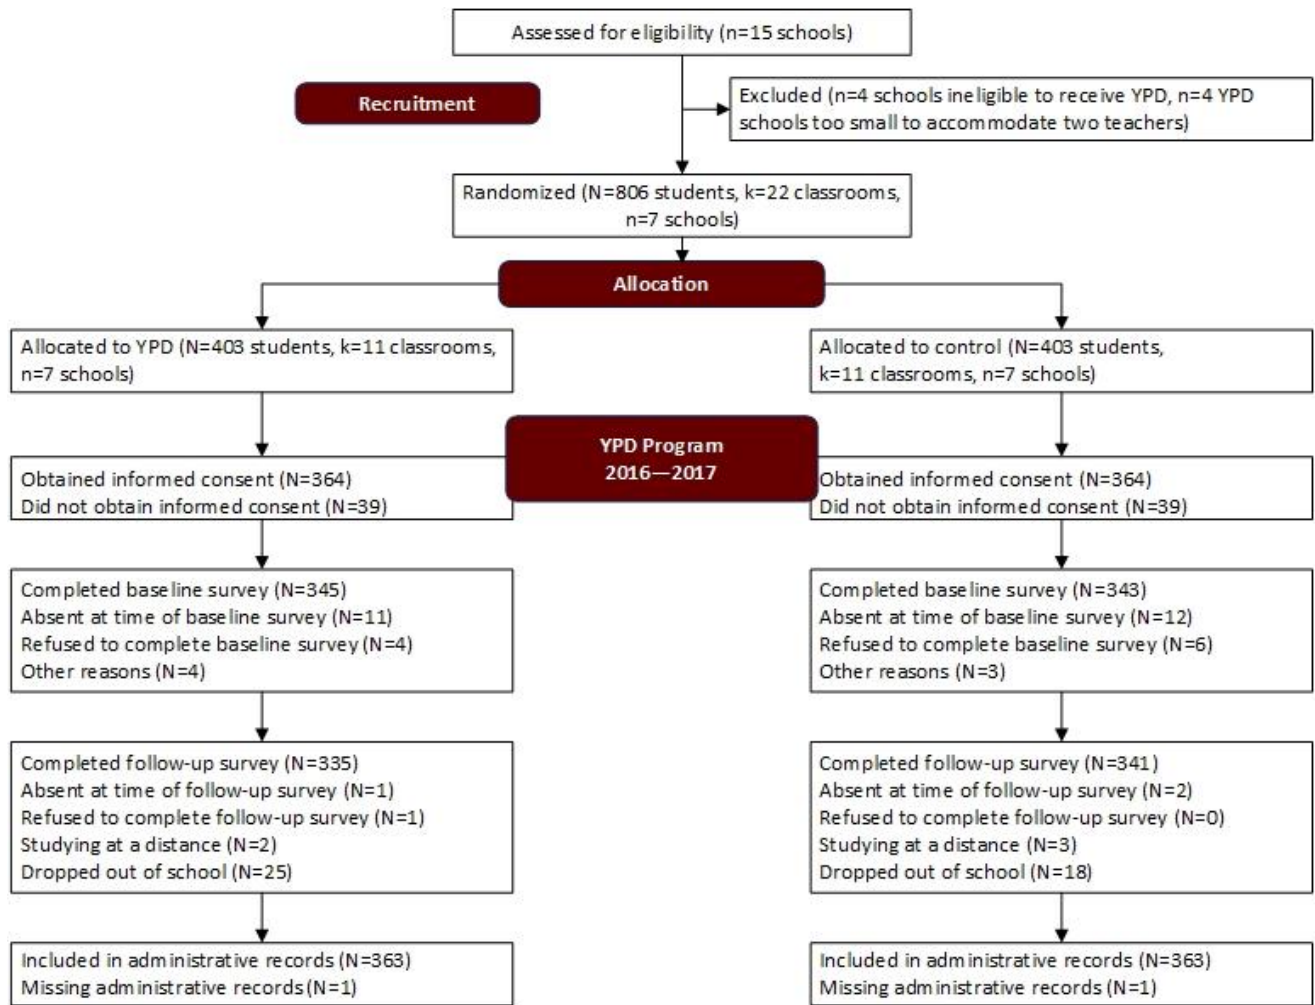 Assessed for eligibility (n=15 schools)
Recruitment
Excluded (n=4 schools ineligible to receive YPD, n=4 YPD
schools too small to accommodate two teachers)
Randomized (N=806 students, k=22 classrooms,
n=7 schools)
Allocation
Allocated to YPD (N=403 students, k=11 classrooms,
n=7 schools)
Allocated to control (N=403 students,
k=11 classrooms, n=7 schools)
YPD Program
2016—2017
Obtained informed consent (N=364)
Did not obtain informed consent (N=39)
Obtained informed consent (N=364)
Did not obtain informed consent (N=39)
Completed baseline survey (N=345)
Absent at time of baseline survey (N=11)
Refused to complete baseline survey (N=4)
Other reasons (N=4)
Completed baseline survey (N=343)
Absent at time of baseline survey (N=12)
Refused to complete baseline survey (N=6)
Other reasons (N=3)
Completed follow-up survey (N=335)
Absent at time of follow-up survey (N=1)
Refused to complete follow-up survey (N=1)
Studying at a distance (N=2)
Dropped out of school (N=25)
Completed follow-up survey (N=341)
Absent at time of follow-up survey (N=2)
Refused to complete follow-up survey (N=0)
Studying at a distance (N=3)
Dropped out of school (N=18)
Included in administrative records (N=363)
Missing administrative records (N=1)
Included in administrative records (N=363)
Missing administrative records (N=1)